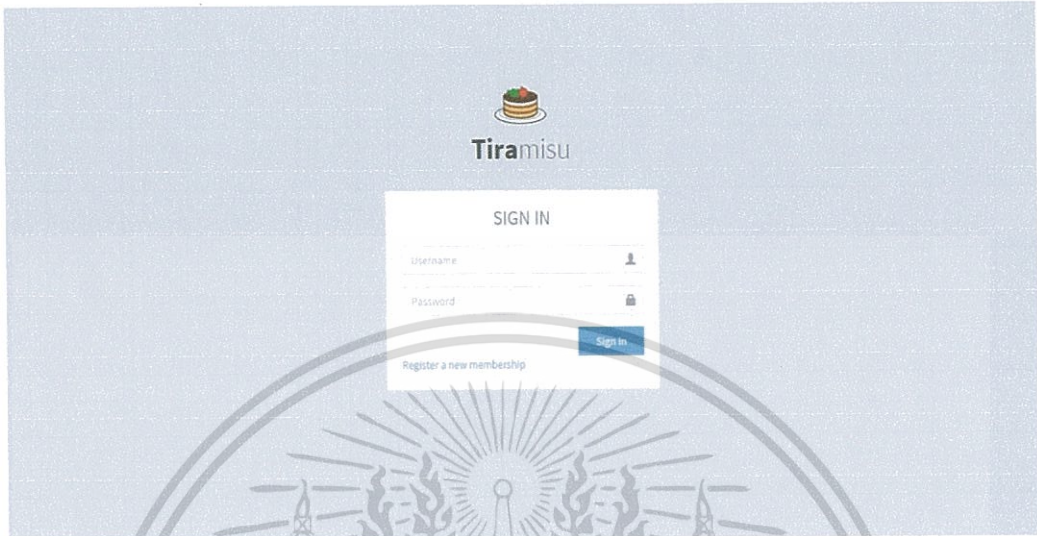 Tiramisu
SIGN IN
Username
Password
Sign In
Register a new membership